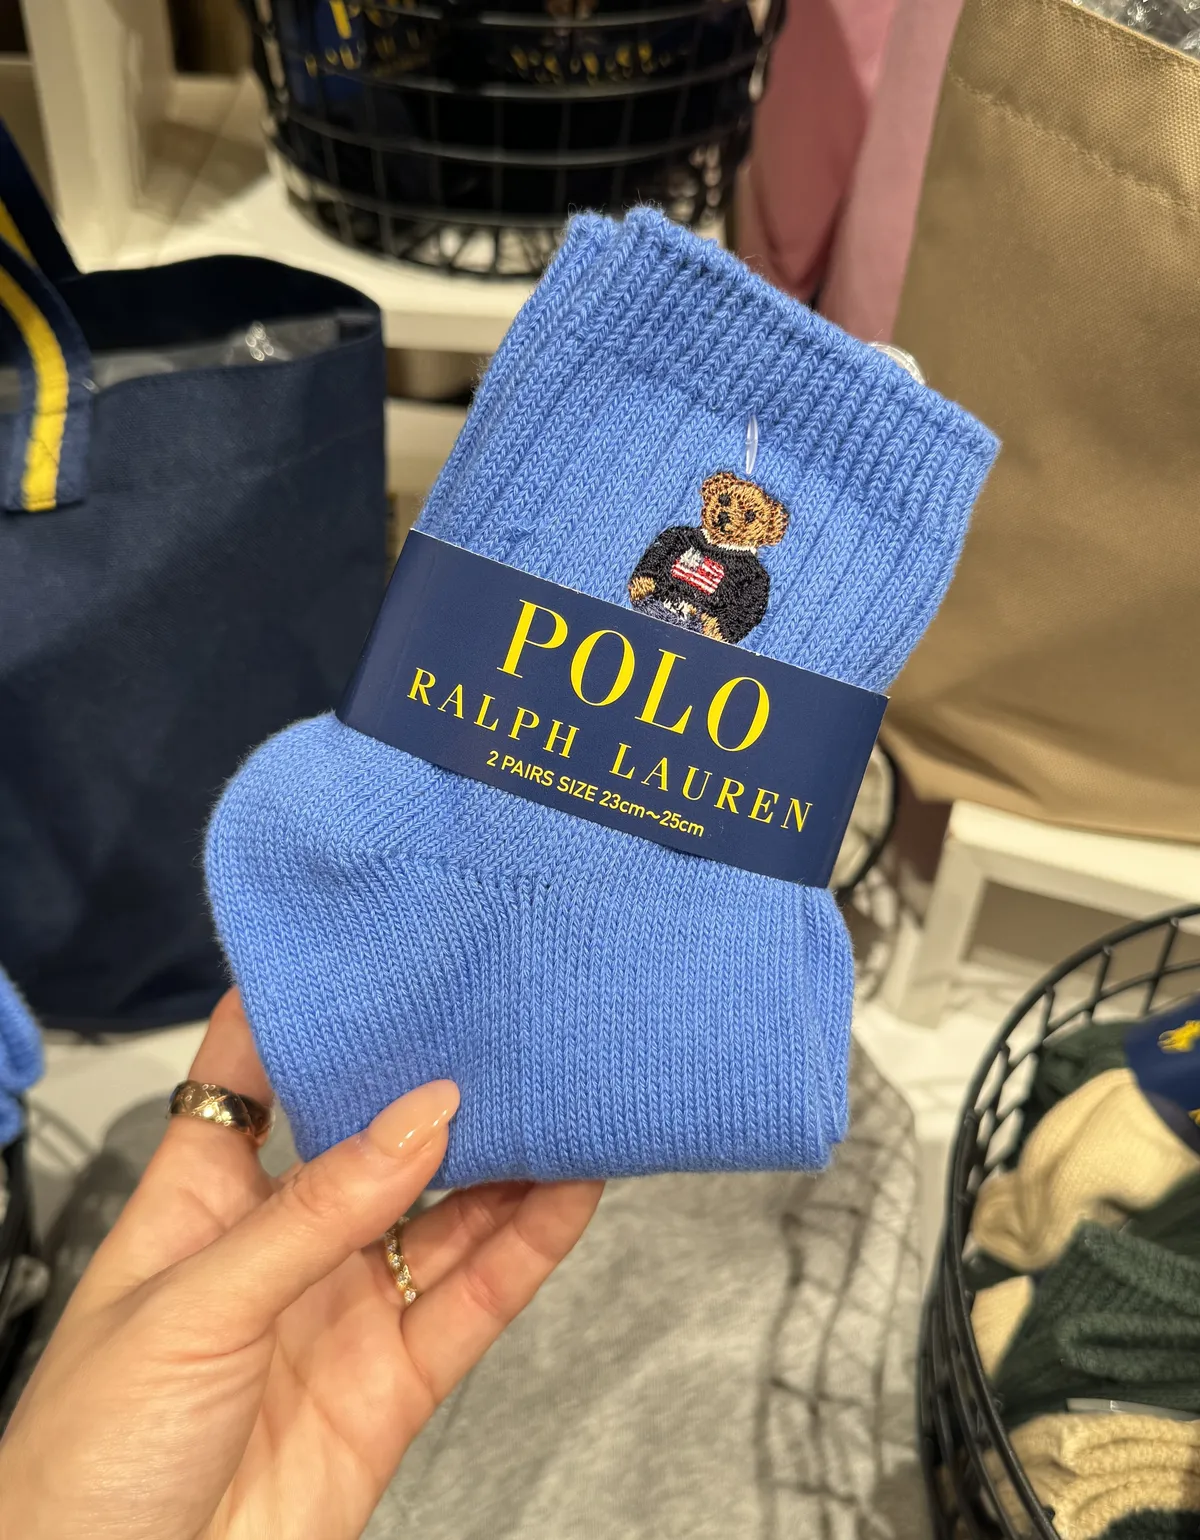 POLO
RALPH LAUREN
2 PAIRS SIZE 23cm～25cm